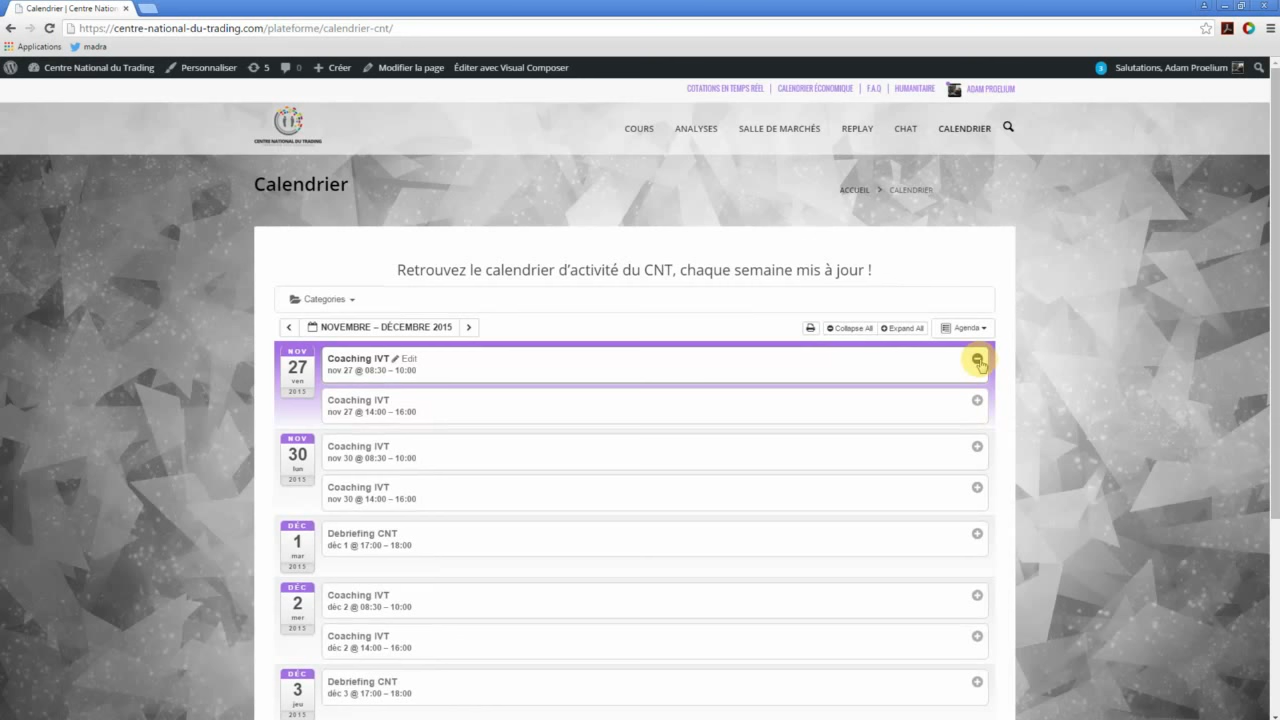 Calendrier | Centre Nation
https://centre-national-du-trading.com/plateforme/calendrier-cnt/
Applications madra
Centre National du Trading Personnaliser 5 0 Créer Modifier la page Éditer avec Visual Composer 3 Salutations, Adam Proelium
COTATIONS EN TEMPS RÉEL | CALENDRIER ÉCONOMIQUE | F.A.Q | HUMANITAIRE ADAM PROELIUM
CENTRE NATIONAL DU TRADING
COURS ANALYSES SALLE DE MARCHÉS REPLAY CHAT CALENDRIER
Calendrier
ACCUEIL > CALENDRIER
Retrouvez le calendrier d'activité du CNT, chaque semaine mis à jour !
Categories
NOVEMBRE – DÉCEMBRE 2015 Collapse All Expand All Agenda
NOV
27
ven
2015
Coaching IVT Edit
nov 27 @ 08:30 – 10:00
Coaching IVT
nov 27 @ 14:00 – 16:00
NOV
30
lun
2015
Coaching IVT
nov 30 @ 08:30 – 10:00
Coaching IVT
nov 30 @ 14:00 – 16:00
DÉC
1
mar
2015
Debriefing CNT
déc 1 @ 17:00 – 18:00
DÉC
2
mer
2015
Coaching IVT
déc 2 @ 08:30 – 10:00
Coaching IVT
déc 2 @ 14:00 – 16:00
DÉC
3
jeu
2015
Debriefing CNT
déc 3 @ 17:00 – 18:00